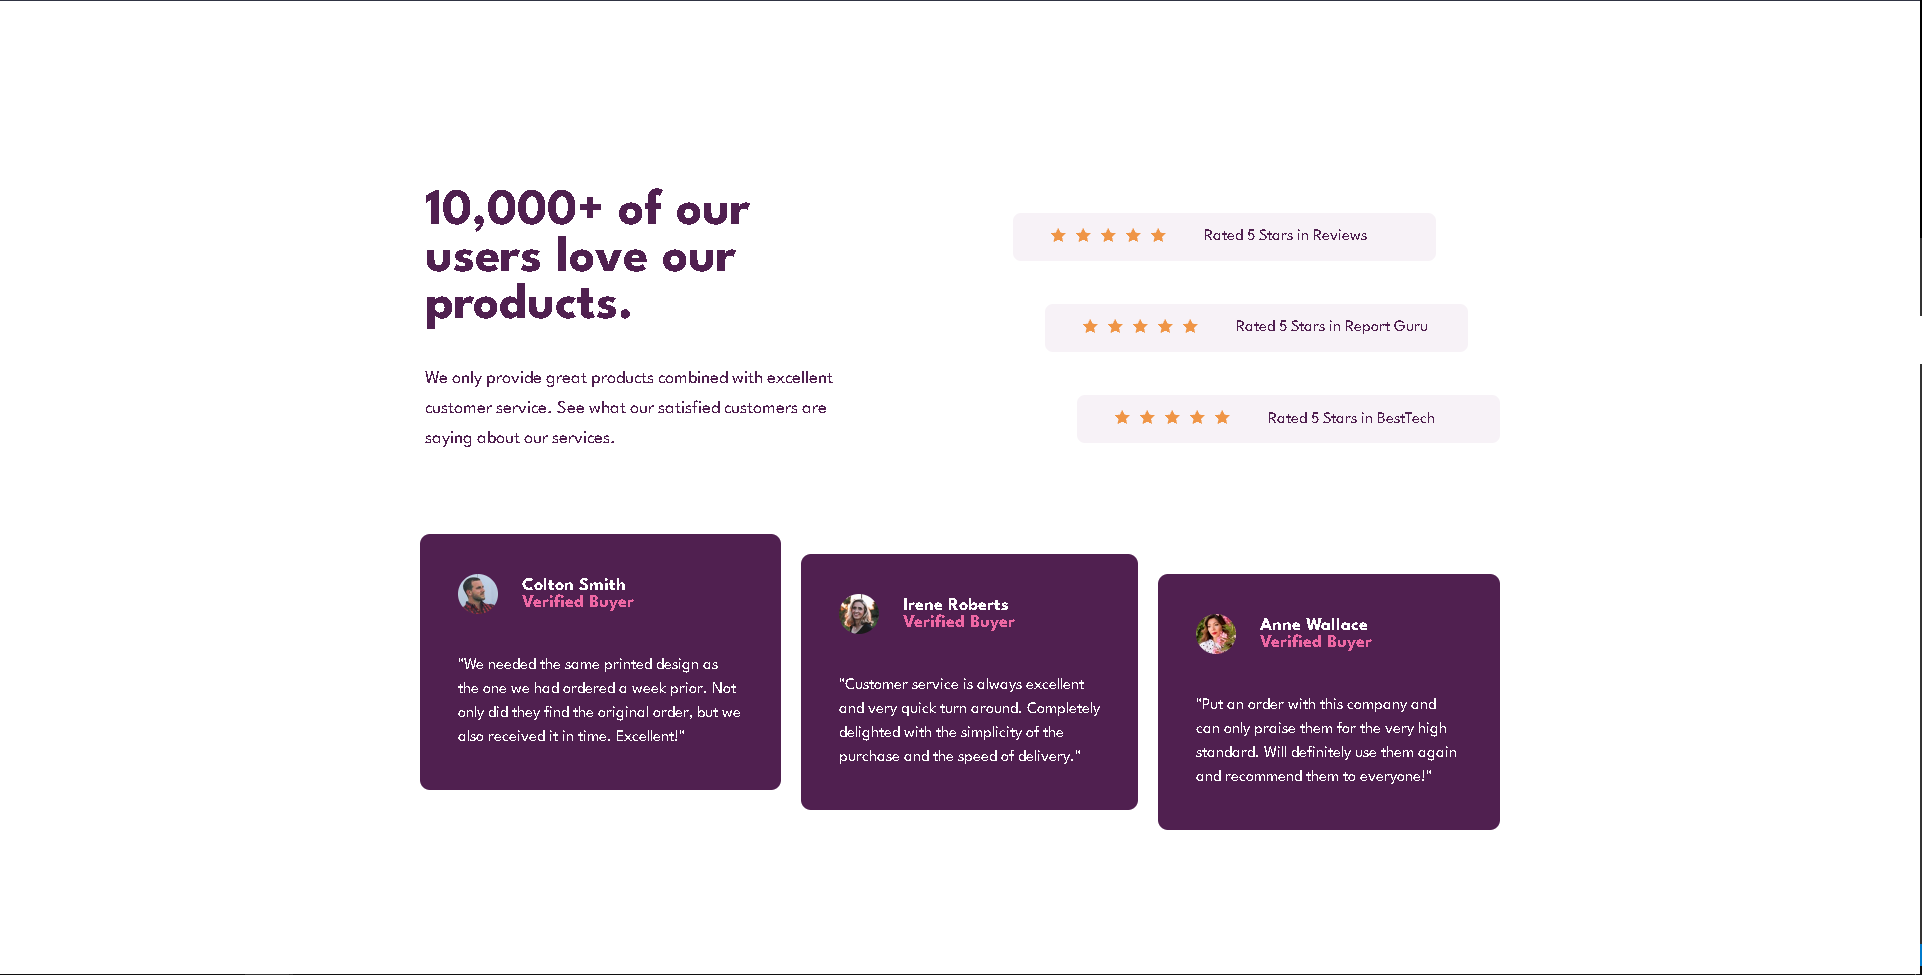 10,000+ of our
users love our
products.
We only provide great products combined with excellent
customer service. See what our satisfied customers are
saying about our services.
Rated 5 Stars in Reviews
Rated 5 Stars in Report Guru
Rated 5 Stars in BestTech
Colton Smith
Verified Buyer
"We needed the same printed design as
the one we had ordered a week prior. Not
only did they find the original order, but we
also received it in time. Excellent!"
Irene Roberts
Verified Buyer
"Customer service is always excellent
and very quick turn around. Completely
delighted with the simplicity of the
purchase and the speed of delivery."
Anne Wallace
Verified Buyer
"Put an order with this company and
can only praise them for the very high
standard. Will definitely use them again
and recommend them to everyone!"